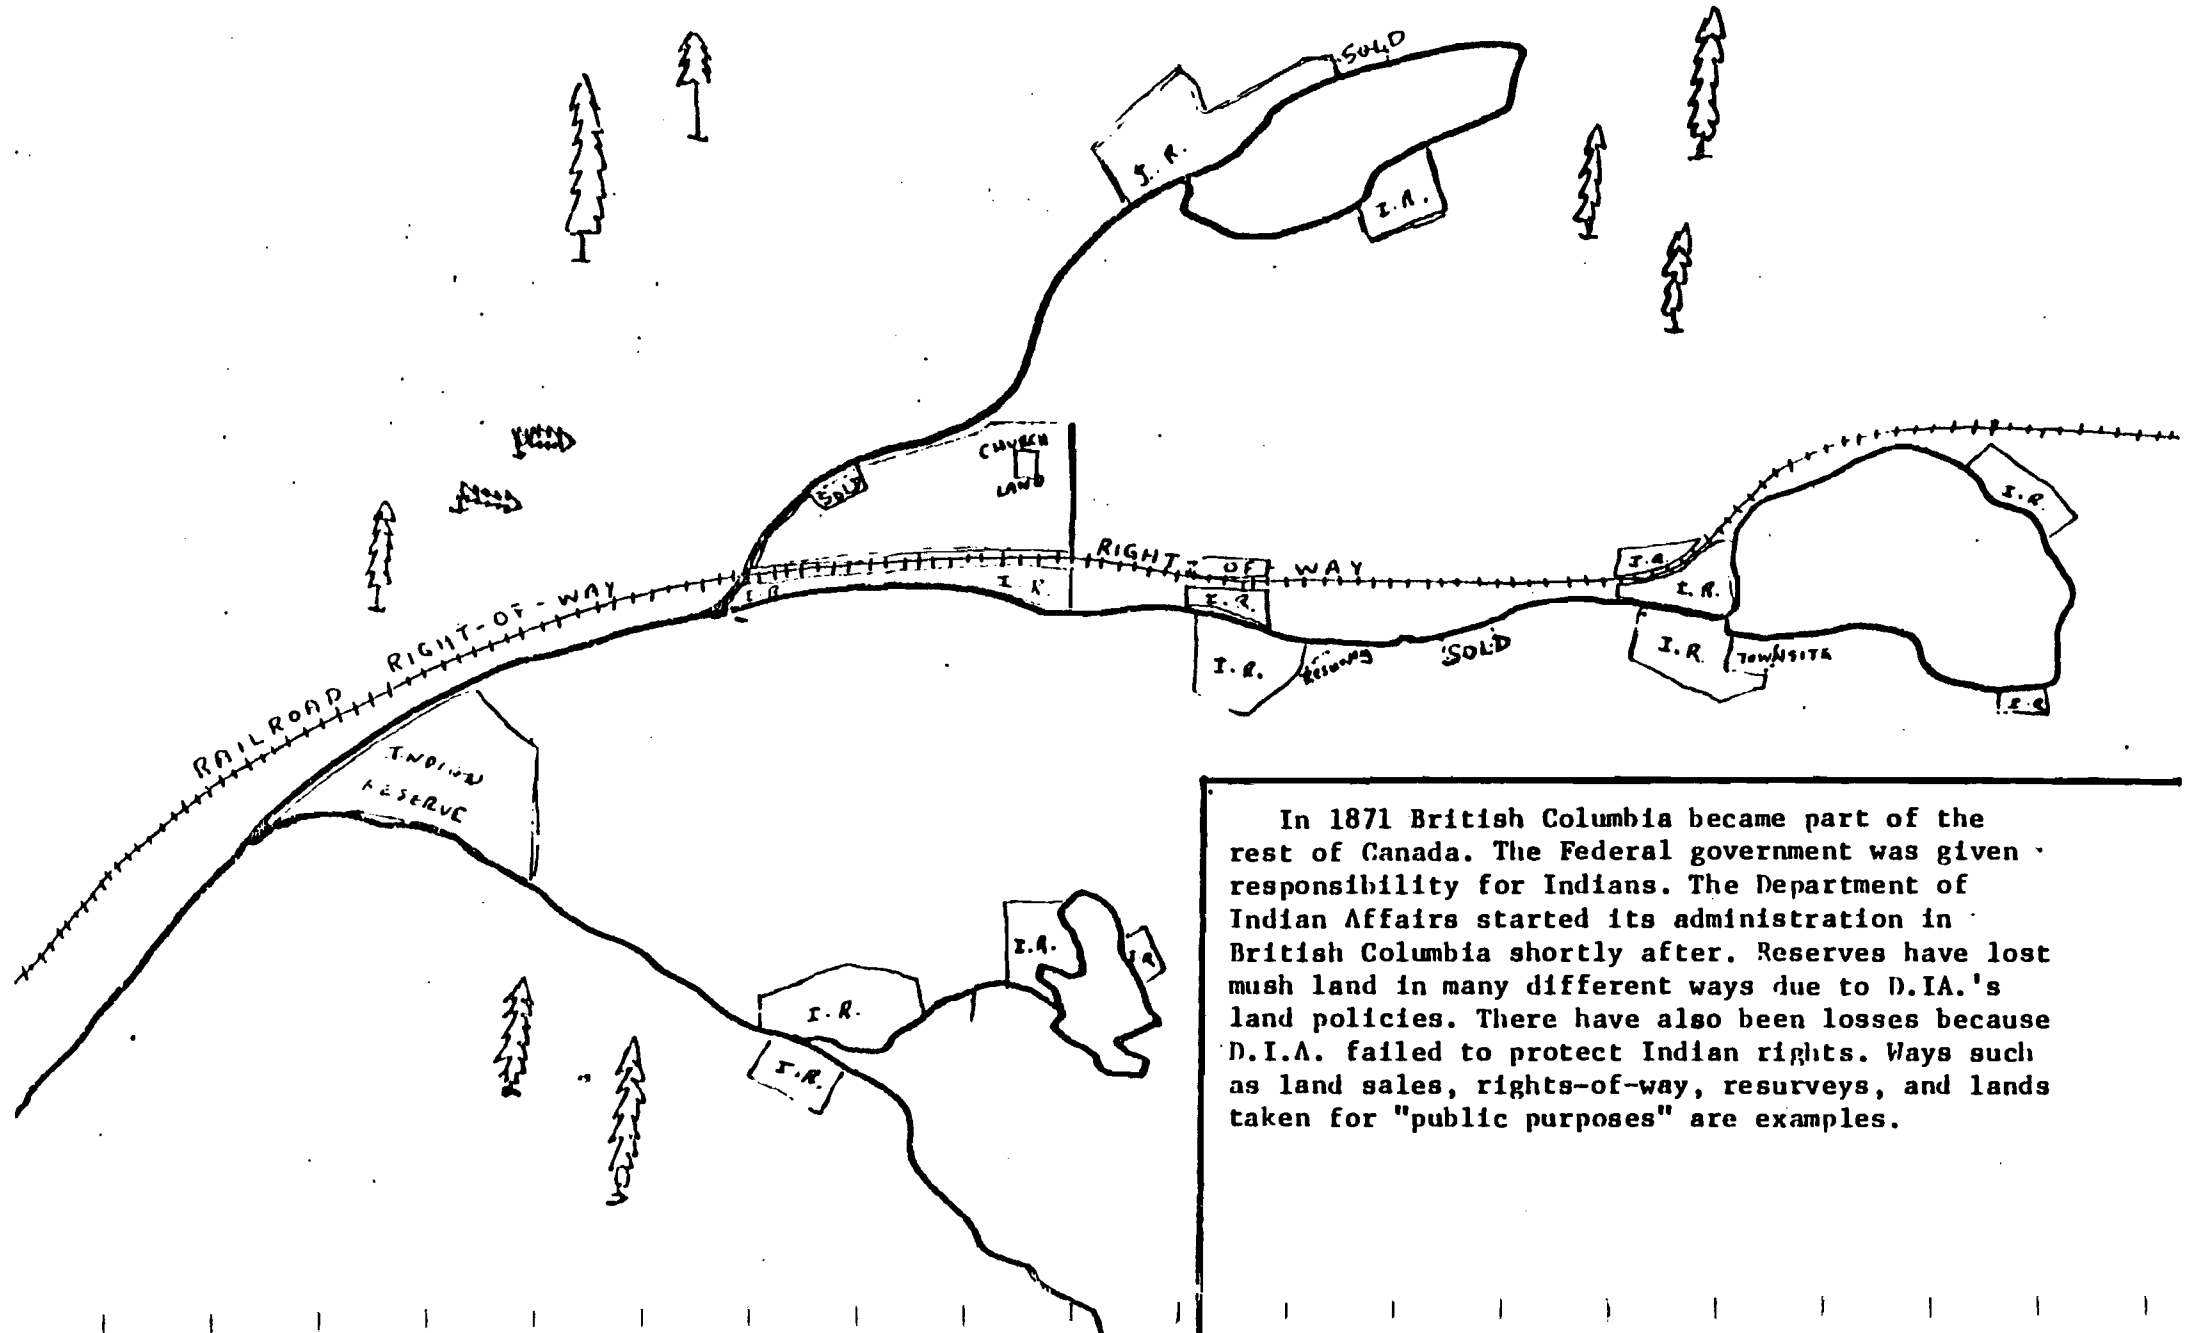 SOLD
I. R.
I.R.
CHURCH
LAND
SOLD
I.R.
RIGHT - OF - WAY
I.R.
I.R.
I R.
I R
I.R.
I.R.
RAILROAD RIGHT-OF-WAY
I.R.
RESURVEY
SOLD
I.R.
TOWNSITE
I.R
INDIAN
RESERVE
I.R.
I R
I.R.
I.R.
In 1871 British Columbia became part of the
rest of Canada. The Federal government was given
responsibility for Indians. The Department of
Indian Affairs started its administration in
British Columbia shortly after. Reserves have lost
mush land in many different ways due to D.IA.'s
land policies. There have also been losses because
D.I.A. failed to protect Indian rights. Ways such
as land sales, rights-of-way, resurveys, and lands
taken for "public purposes" are examples.